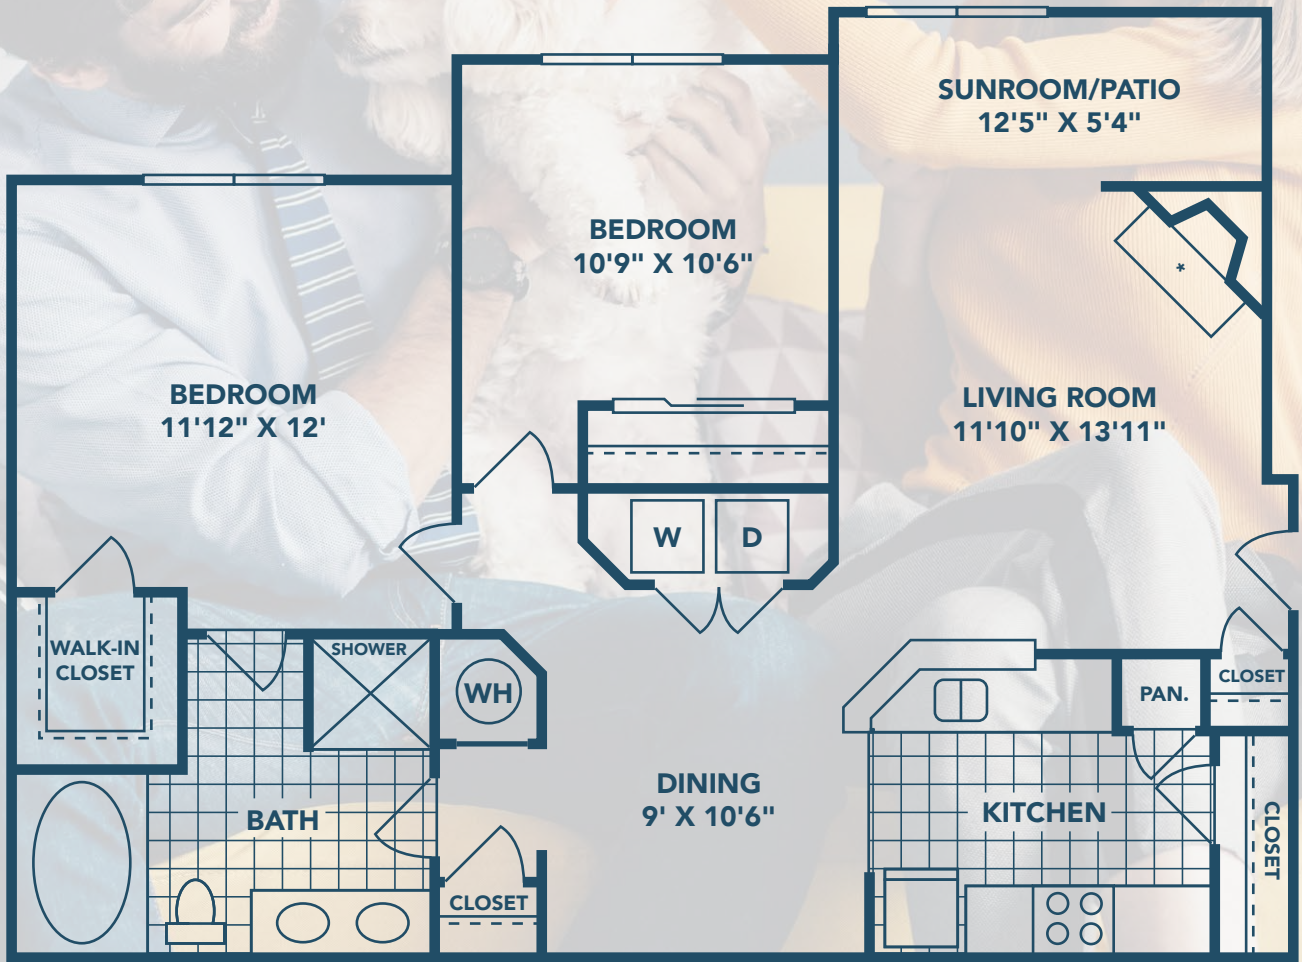 SUNROOM/PATIO
12'5" X 5'4"
BEDROOM
10'9" X 10'6"
BEDROOM
11'12" X 12'
LIVING ROOM
11'10" X 13'11"
*
W
D
WALK-IN
CLOSET
SHOWER
WH
PAN.
CLOSET
DINING
9' X 10'6"
BATH
KITCHEN
CLOSET
CLOSET